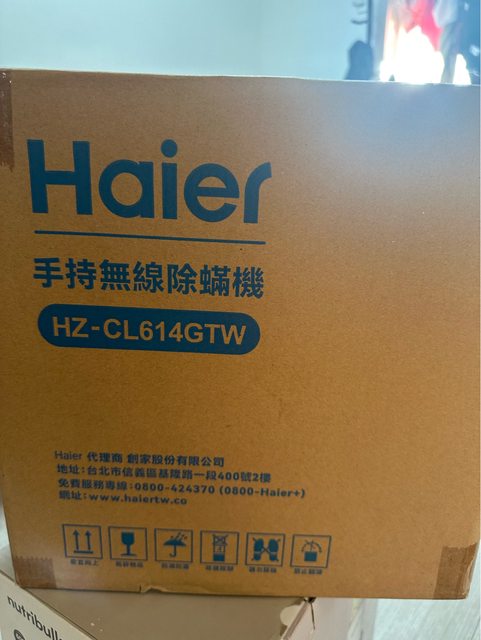 Haier
手持無線除蟎機
HZ-CL614GTW
Haier 代理商 創家股份有限公司
地址:台北市信義區基隆路一段400號2樓
免費服務專線:0800-424370 (0800-Haier+)
網址:www.haiertw.co